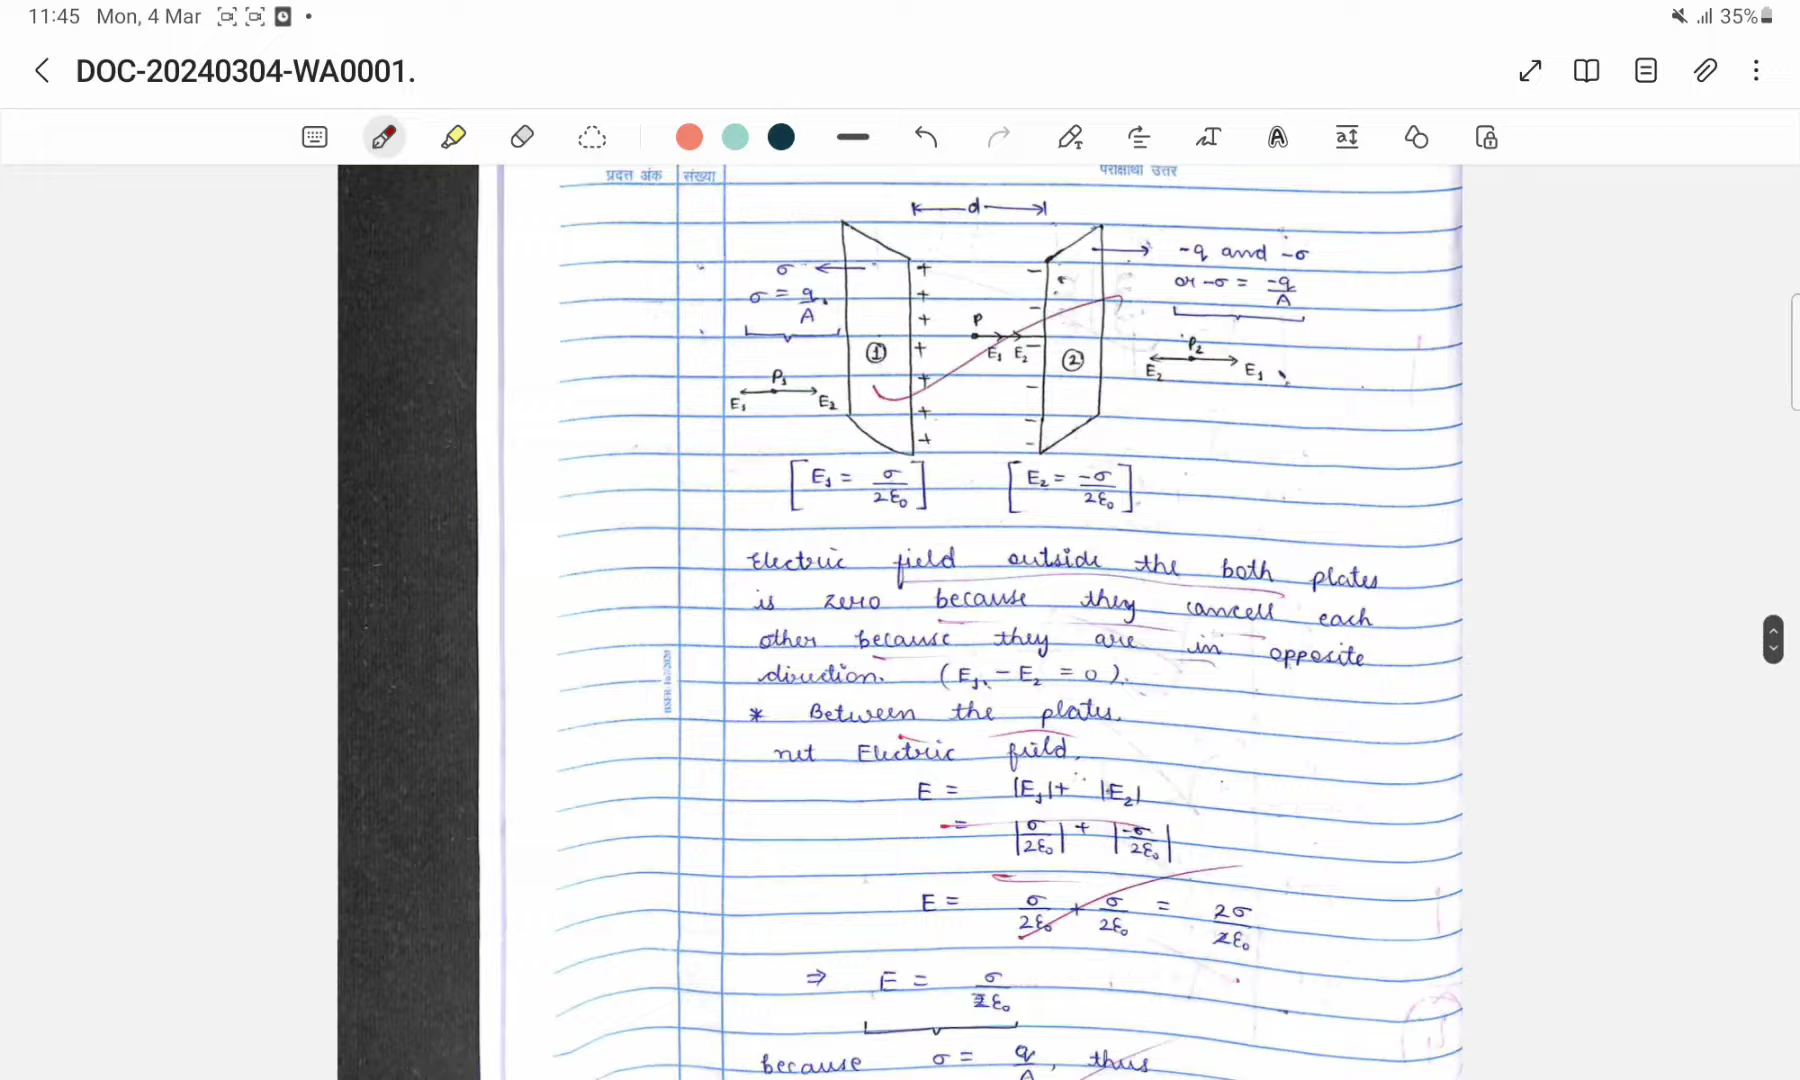 11:45 Mon, 4 Mar
35%
DOC-20240304-WA0001.
प्रदत्त अंक संख्या परीक्षार्थी उत्तर
d
σ
σ = q/A
-q and -σ
or -σ = -q/A
+ + + + + + +
P
E₁ E₂
① ②
P₁
E₁ E₂
P₂
E₂ E₁
[E₁ = σ/2ε₀] [E₂ = -σ/2ε₀]
Electric field outside the both plates
is zero because they cancell each
other because they are in opposite
direction. (E₁ - E₂ = 0).
* Between the plates.
net Electric field,
E = |E₁| + |E₂|
= |σ/2ε₀| + |-σ/2ε₀|
E = σ/2ε₀ + σ/2ε₀ = 2σ/2ε₀
⇒ E = σ/2ε₀
because σ = q/A, thus